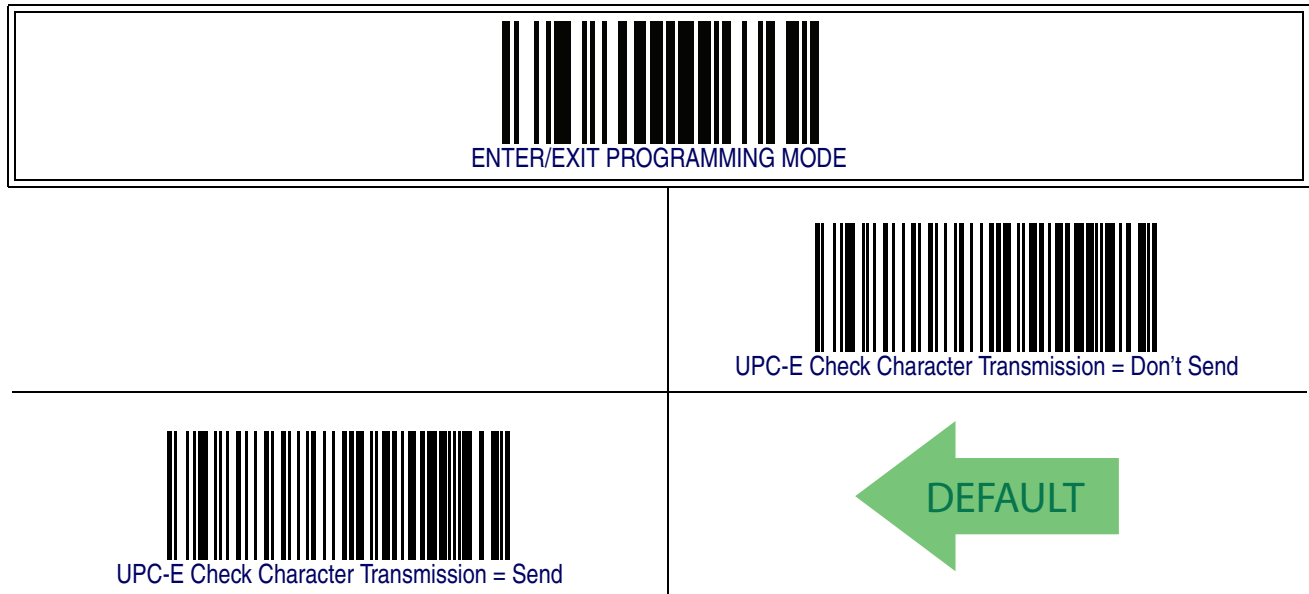 ENTER/EXIT PROGRAMMING MODE
UPC-E Check Character Transmission = Don't Send
UPC-E Check Character Transmission = Send
DEFAULT